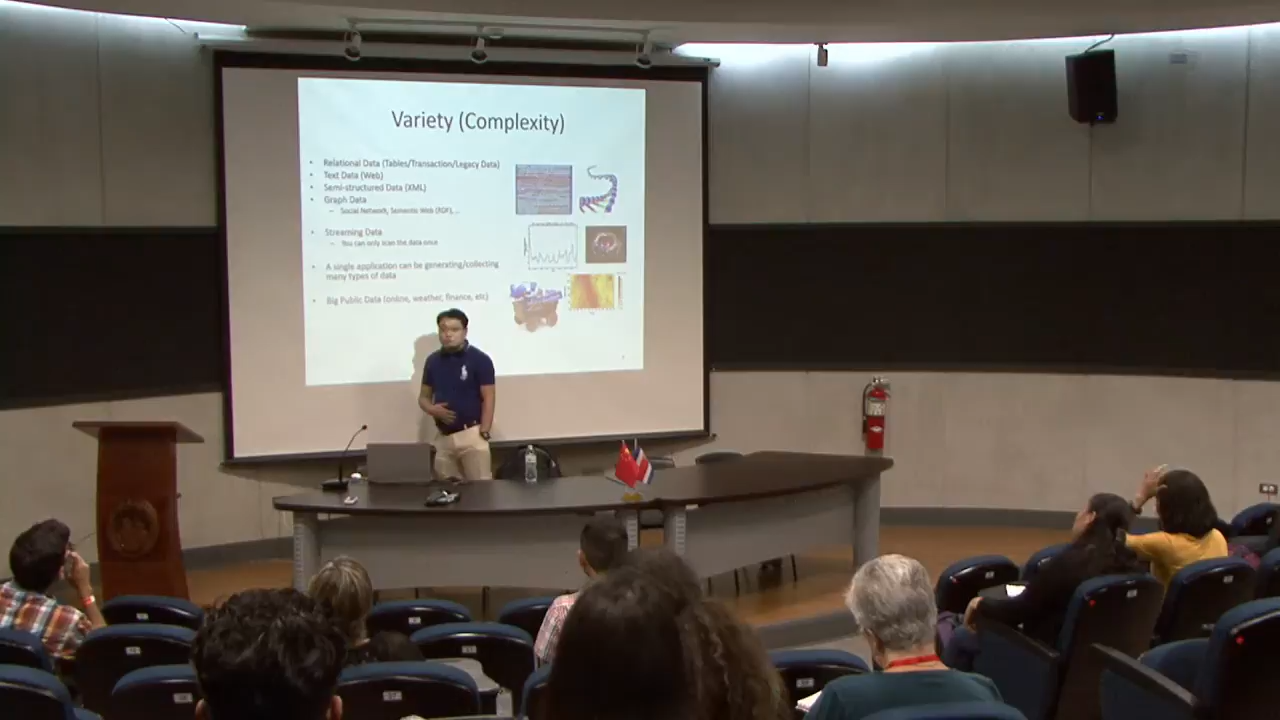 Variety (Complexity)
• Relational Data (Tables/Transaction/Legacy Data)
• Text Data (Web)
• Semi-structured Data (XML)
• Graph Data
– Social Network, Semantic Web (RDF), ...
• Streaming Data
– You can only scan the data once
• A single application can be generating/collecting
many types of data
• Big Public Data (online, weather, finance, etc)